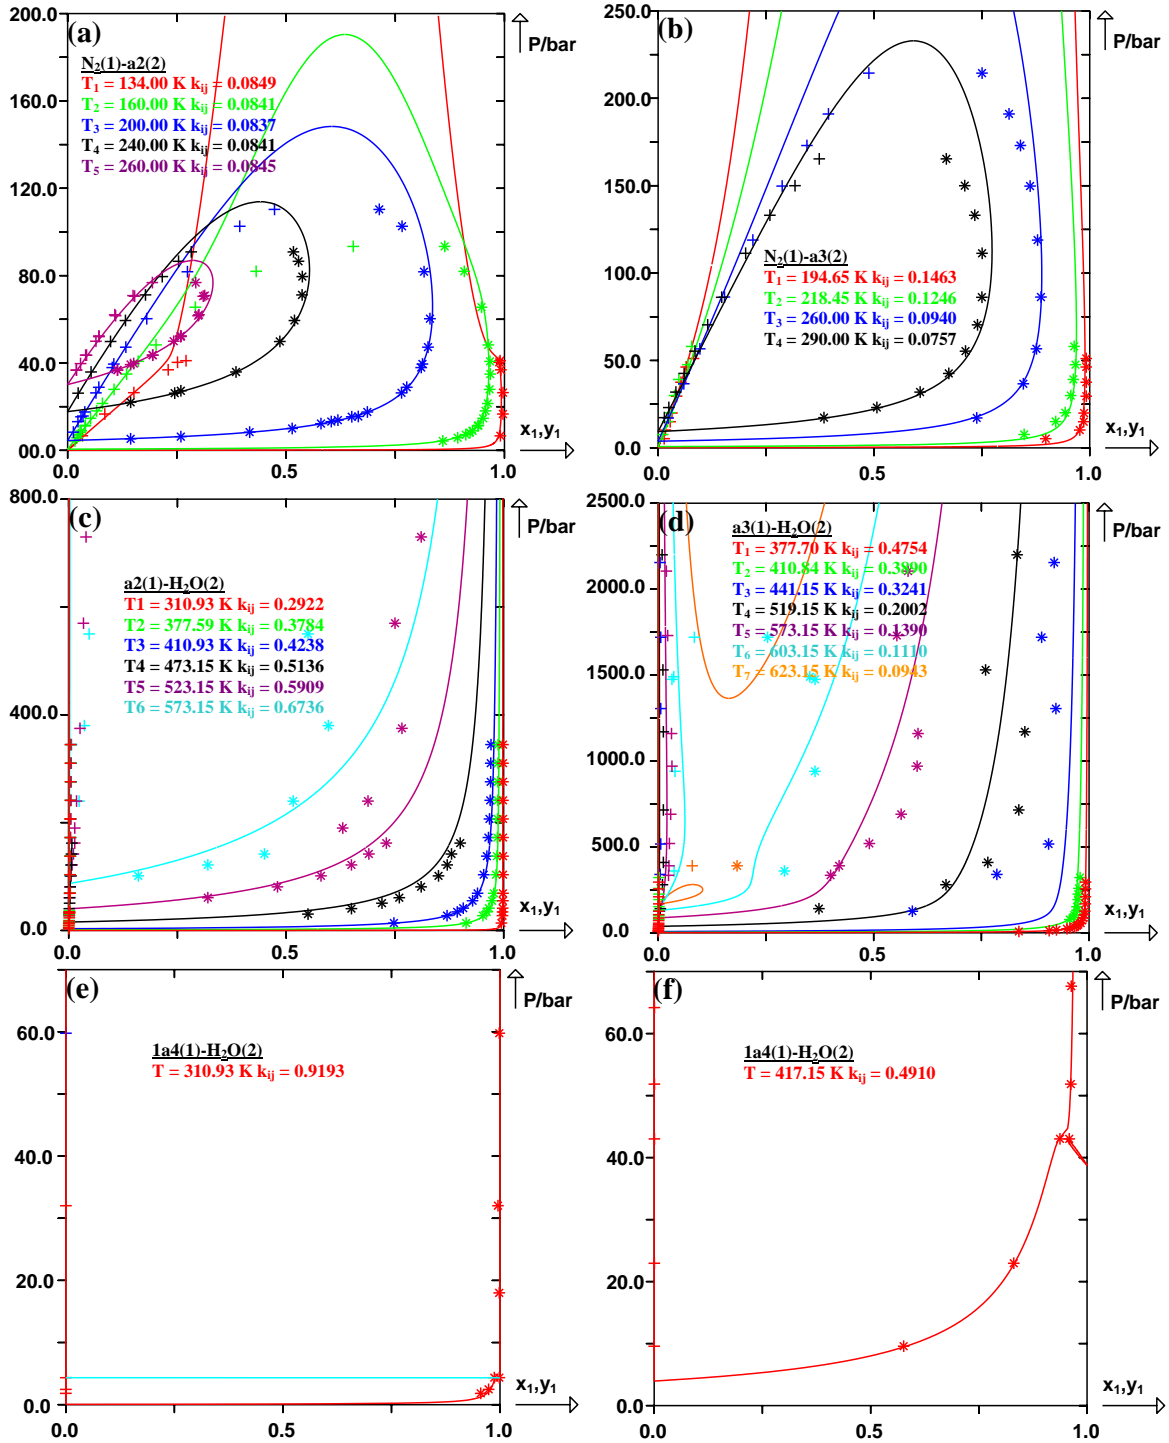 (a)
P/bar
N₂(1)-a2(2)
T₁ = 134.00 K kᵢⱼ = 0.0849
T₂ = 160.00 K kᵢⱼ = 0.0841
T₃ = 200.00 K kᵢⱼ = 0.0837
T₄ = 240.00 K kᵢⱼ = 0.0841
T₅ = 260.00 K kᵢⱼ = 0.0845
200.0
160.0
120.0
80.0
40.0
00.0
0.0
0.5
1.0
x₁,y₁
(b)
P/bar
N₂(1)-a3(2)
T₁ = 194.65 K kᵢⱼ = 0.1463
T₂ = 218.45 K kᵢⱼ = 0.1246
T₃ = 260.00 K kᵢⱼ = 0.0940
T₄ = 290.00 K kᵢⱼ = 0.0757
250.0
200.0
150.0
100.0
50.0
0.0
0.0
0.5
1.0
x₁,y₁
(c)
P/bar
a2(1)-H₂O(2)
T1 = 310.93 K kᵢⱼ = 0.2922
T2 = 377.59 K kᵢⱼ = 0.3784
T3 = 410.93 K kᵢⱼ = 0.4238
T4 = 473.15 K kᵢⱼ = 0.5136
T5 = 523.15 K kᵢⱼ = 0.5909
T6 = 573.15 K kᵢⱼ = 0.6736
800.0
400.0
0.0
0.0
0.5
1.0
x₁,y₁
(d)
P/bar
a3(1)-H₂O(2)
T₁ = 377.70 K kᵢⱼ = 0.4754
T₂ = 410.84 K kᵢⱼ = 0.3890
T₃ = 441.15 K kᵢⱼ = 0.3241
T₄ = 519.15 K kᵢⱼ = 0.2002
T₅ = 573.15 K kᵢⱼ = 0.1390
T₆ = 603.15 K kᵢⱼ = 0.1110
T₇ = 623.15 K kᵢⱼ = 0.0943
2500.0
2000.0
1500.0
1000.0
500.0
0.0
0.0
0.5
1.0
x₁,y₁
(e)
P/bar
1a4(1)-H₂O(2)
T = 310.93 K kᵢⱼ = 0.9193
60.0
40.0
20.0
0.0
0.0
0.5
1.0
x₁,y₁
(f)
P/bar
1a4(1)-H₂O(2)
T = 417.15 K kᵢⱼ = 0.4910
60.0
40.0
20.0
0.0
0.0
0.5
1.0
x₁,y₁